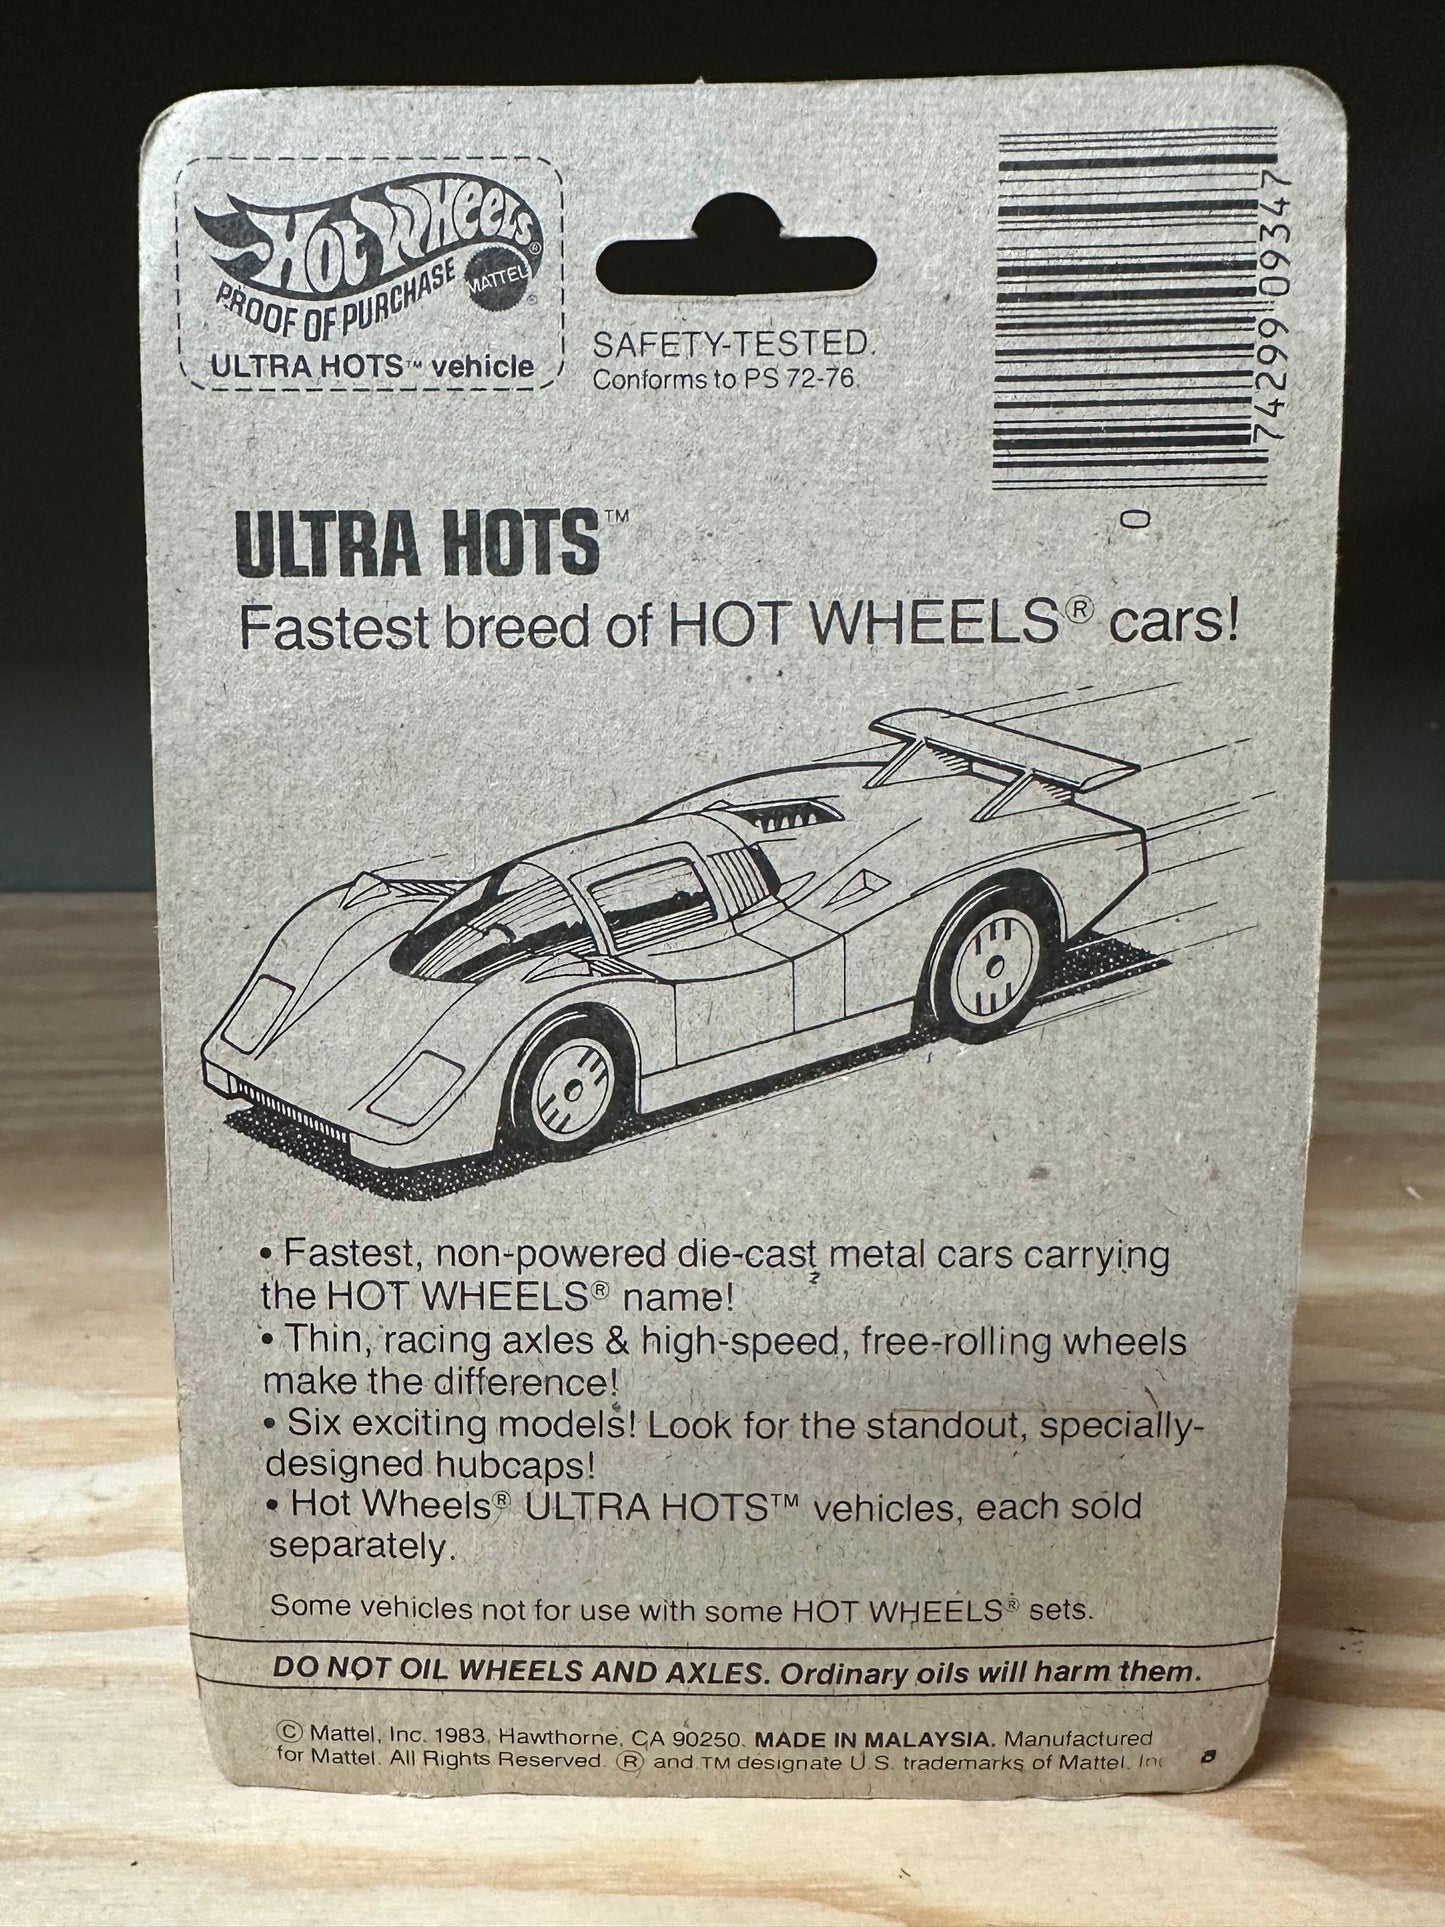 HOT WHEELS®
MATTEL®
PROOF OF PURCHASE
ULTRA HOTS™ vehicle
SAFETY-TESTED.
Conforms to PS 72-76.
74299 09347
0
ULTRA HOTS™
Fastest breed of HOT WHEELS® cars!
• Fastest, non-powered die-cast metal cars carrying
the HOT WHEELS® name!
• Thin, racing axles & high-speed, free-rolling wheels
make the difference!
• Six exciting models! Look for the standout, specially-
designed hubcaps!
• Hot Wheels® ULTRA HOTS™ vehicles, each sold
separately.
Some vehicles not for use with some HOT WHEELS® sets.
DO NOT OIL WHEELS AND AXLES. Ordinary oils will harm them.
© Mattel, Inc. 1983, Hawthorne, CA 90250. MADE IN MALAYSIA. Manufactured
for Mattel. All Rights Reserved. ® and TM designate U.S. trademarks of Mattel, Inc